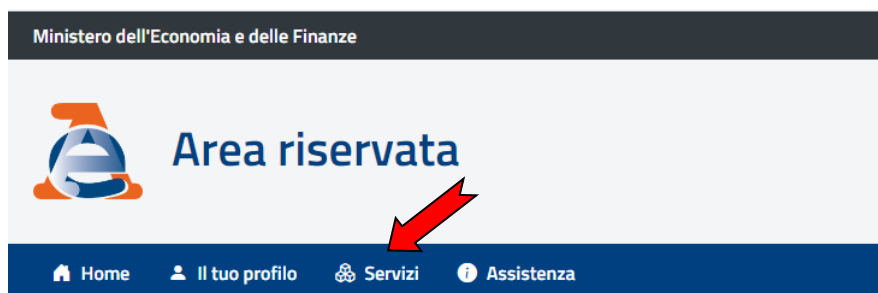 Ministero dell'Economia e delle Finanze
Area riservata
Home Il tuo profilo Servizi Assistenza